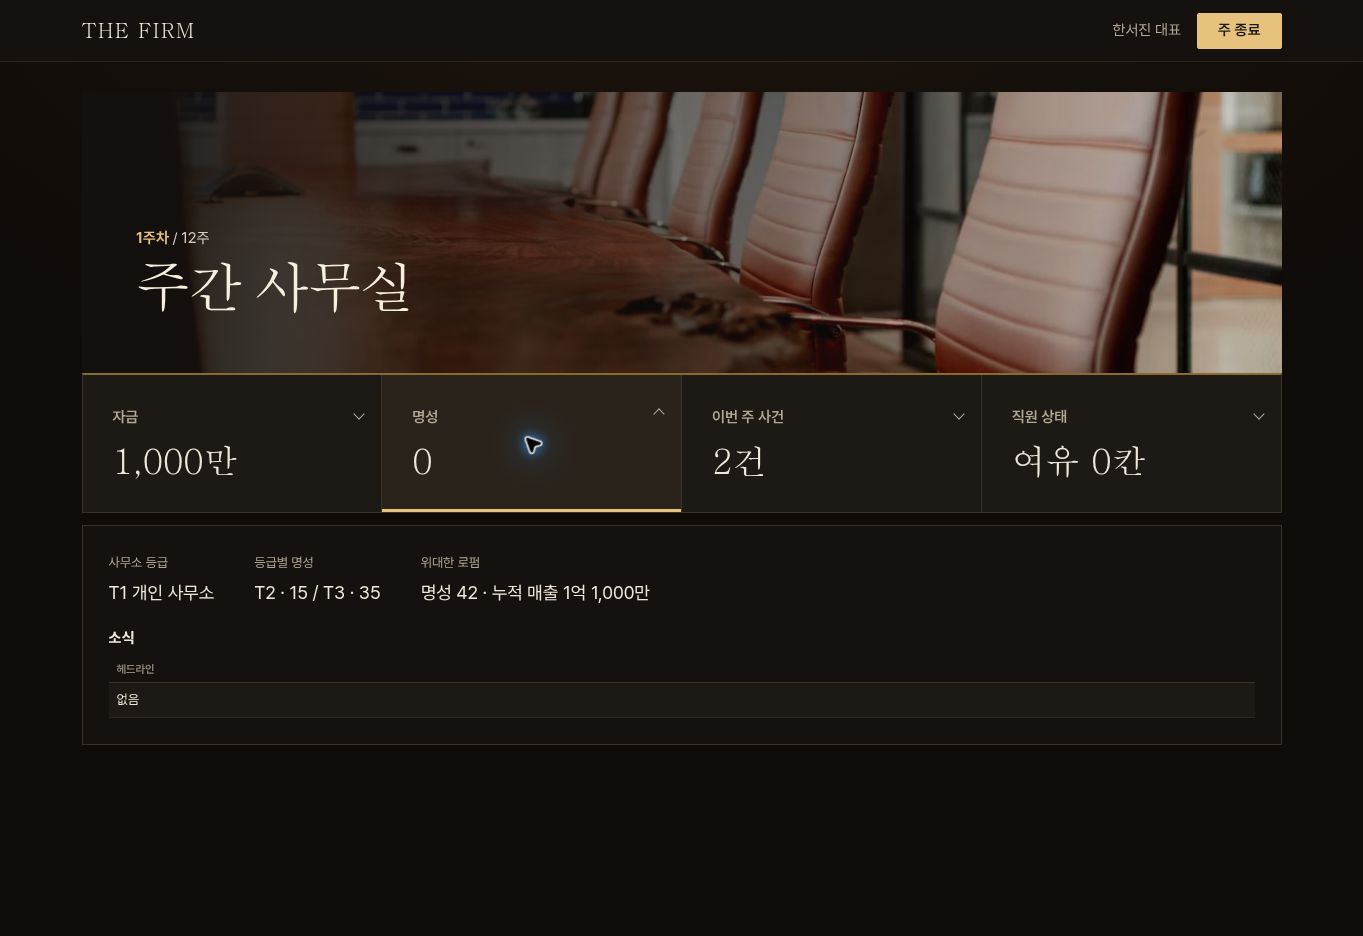 THE FIRM
한서진 대표
주 종료
1주차 / 12주
주간 사무실
자금
1,000만
명성
0
이번 주 사건
2건
직원 상태
여유 0칸
사무소 등급
T1 개인 사무소
등급별 명성
T2 · 15 / T3 · 35
위대한 로펌
명성 42 · 누적 매출 1억 1,000만
소식
헤드라인
없음